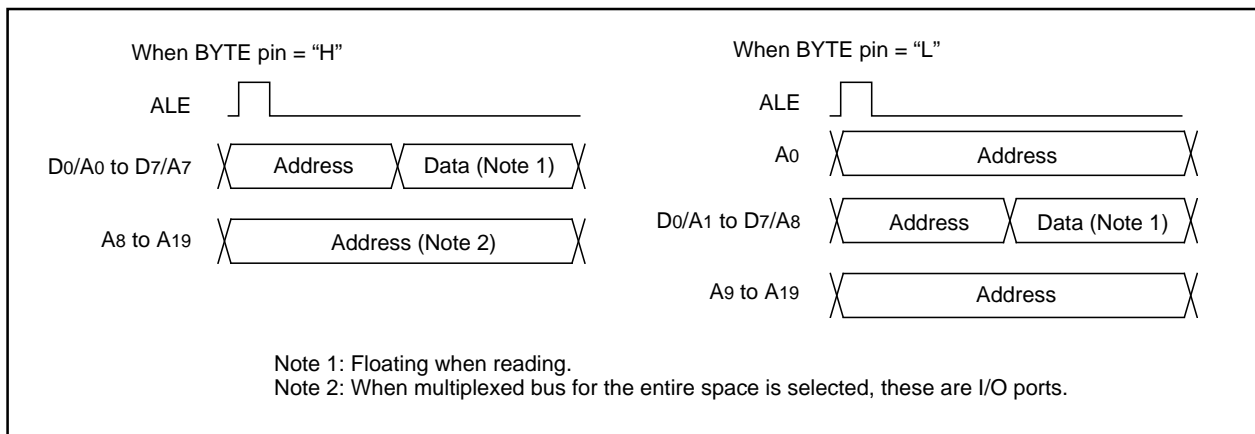 When BYTE pin = “H”
ALE
D0/A0 to D7/A7
Address
Data (Note 1)
A8 to A19
Address (Note 2)
When BYTE pin = “L”
ALE
A0
Address
D0/A1 to D7/A8
Address
Data (Note 1)
A9 to A19
Address
Note 1: Floating when reading.
Note 2: When multiplexed bus for the entire space is selected, these are I/O ports.